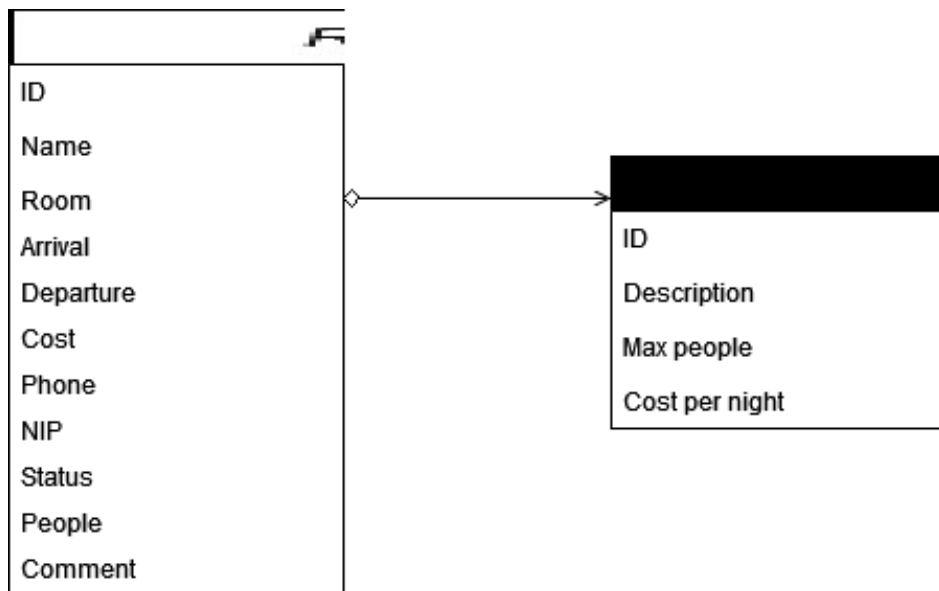 ID
Name
Room
Arrival
Departure
Cost
Phone
NIP
Status
People
Comment
ID
Description
Max people
Cost per night